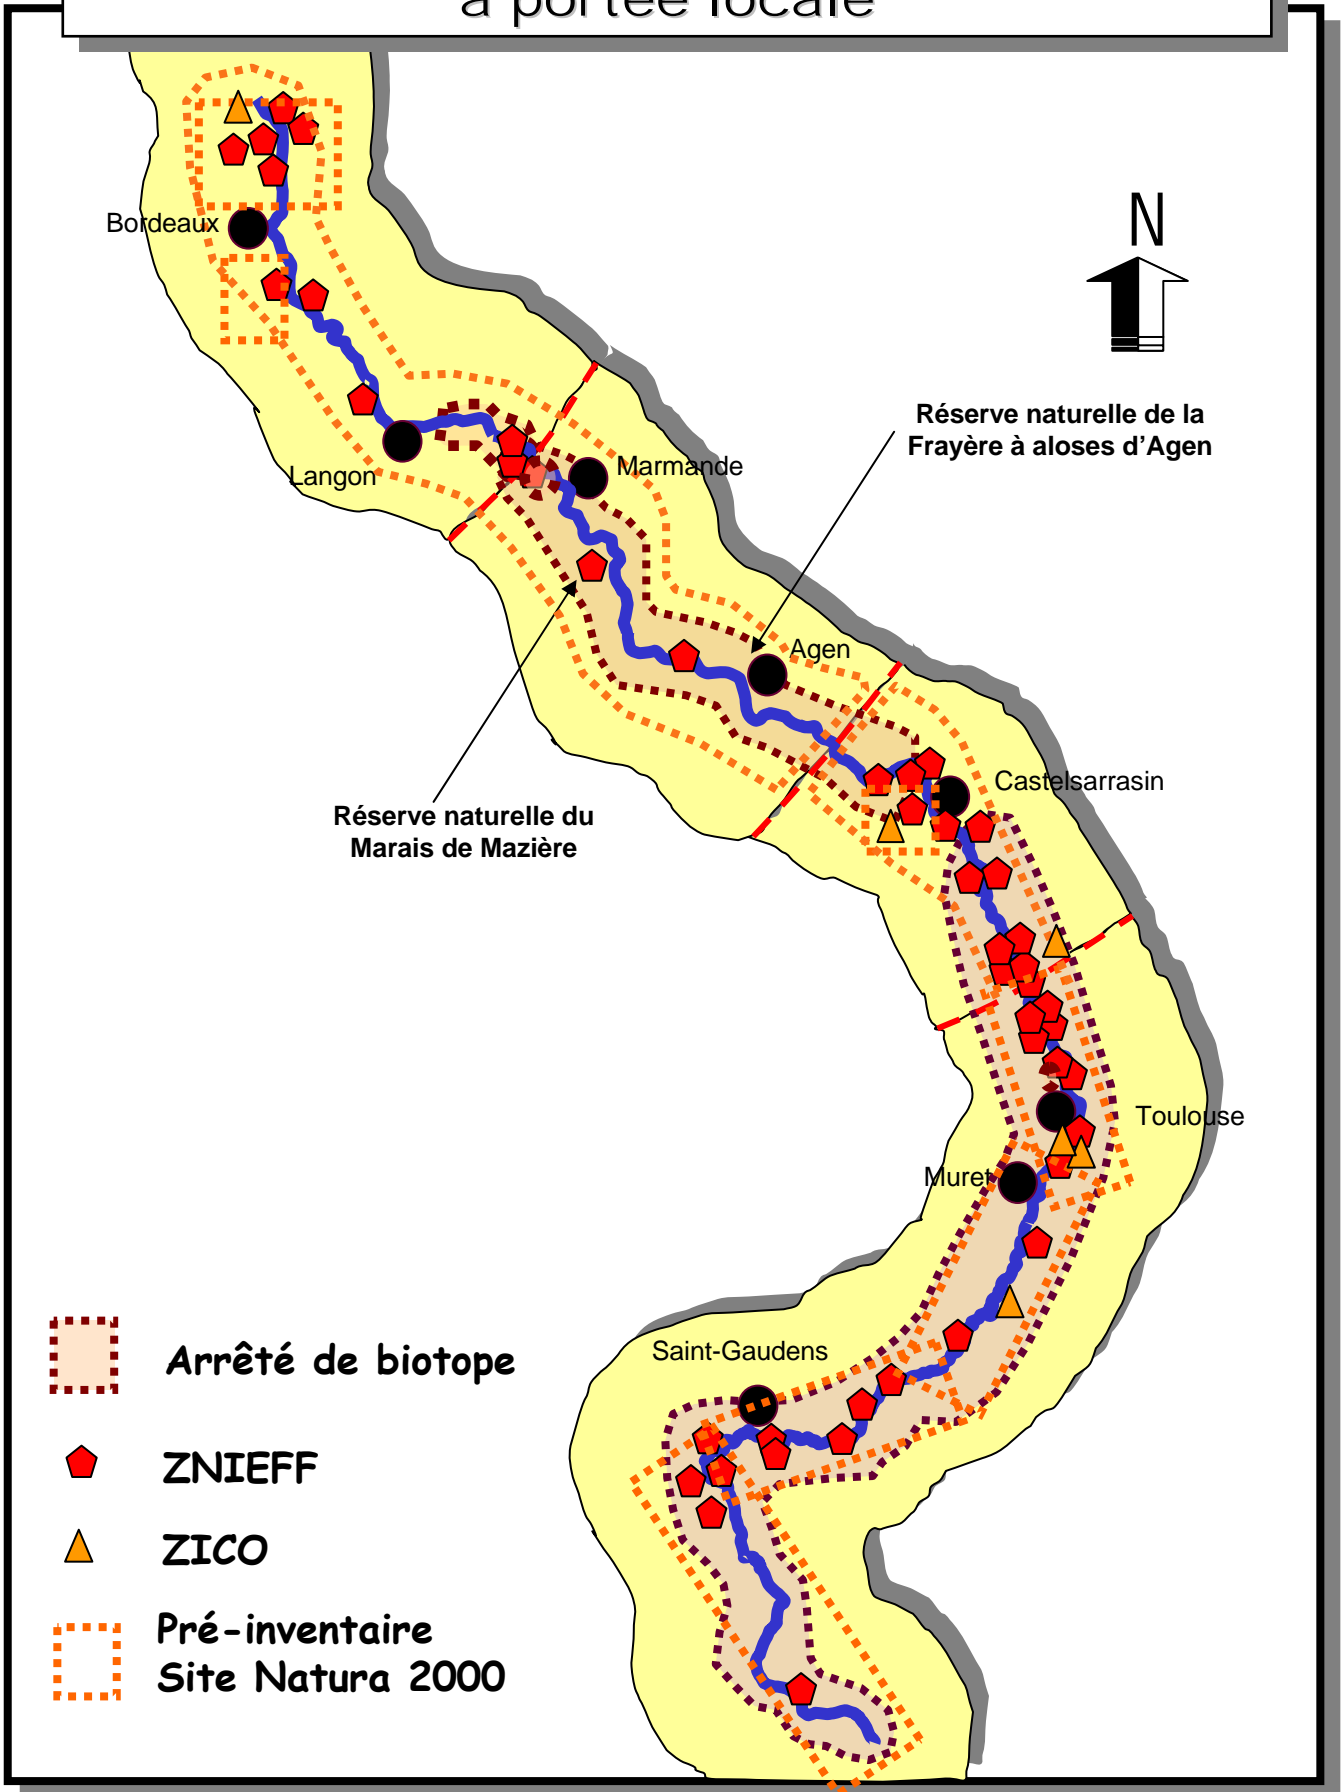 à portée locale
N
Bordeaux
Réserve naturelle de la
Frayère à aloses d'Agen
Langon
Marmande
Agen
Castelsarrasin
Réserve naturelle du
Marais de Mazière
Toulouse
Muret
Saint-Gaudens
Arrêté de biotope
ZNIEFF
ZICO
Pré-inventaire
Site Natura 2000